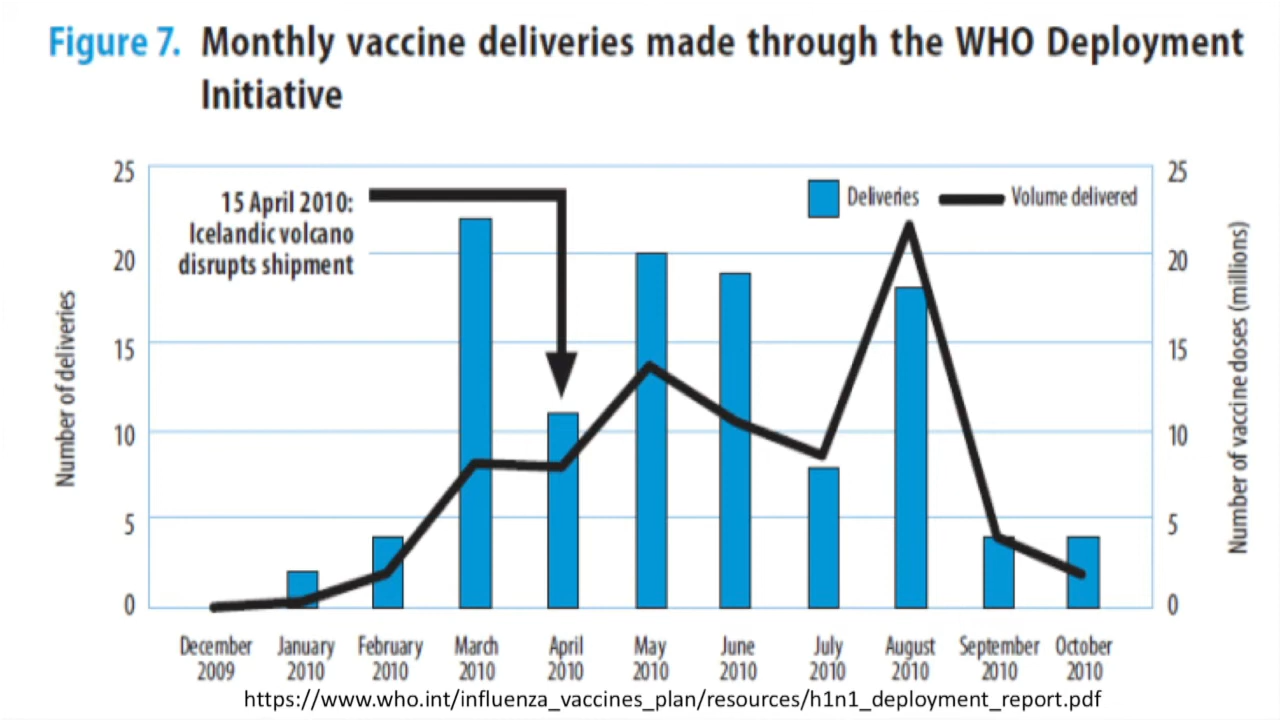 Figure 7. Monthly vaccine deliveries made through the WHO Deployment
Initiative
25
20
15
10
5
0
Number of deliveries
15 April 2010:
Icelandic volcano
disrupts shipment
Deliveries
Volume delivered
25
20
15
10
5
0
Number of vaccine doses (millions)
December
2009
January
2010
February
2010
March
2010
April
2010
May
2010
June
2010
July
2010
August
2010
September
2010
October
2010
https://www.who.int/influenza_vaccines_plan/resources/h1n1_deployment_report.pdf